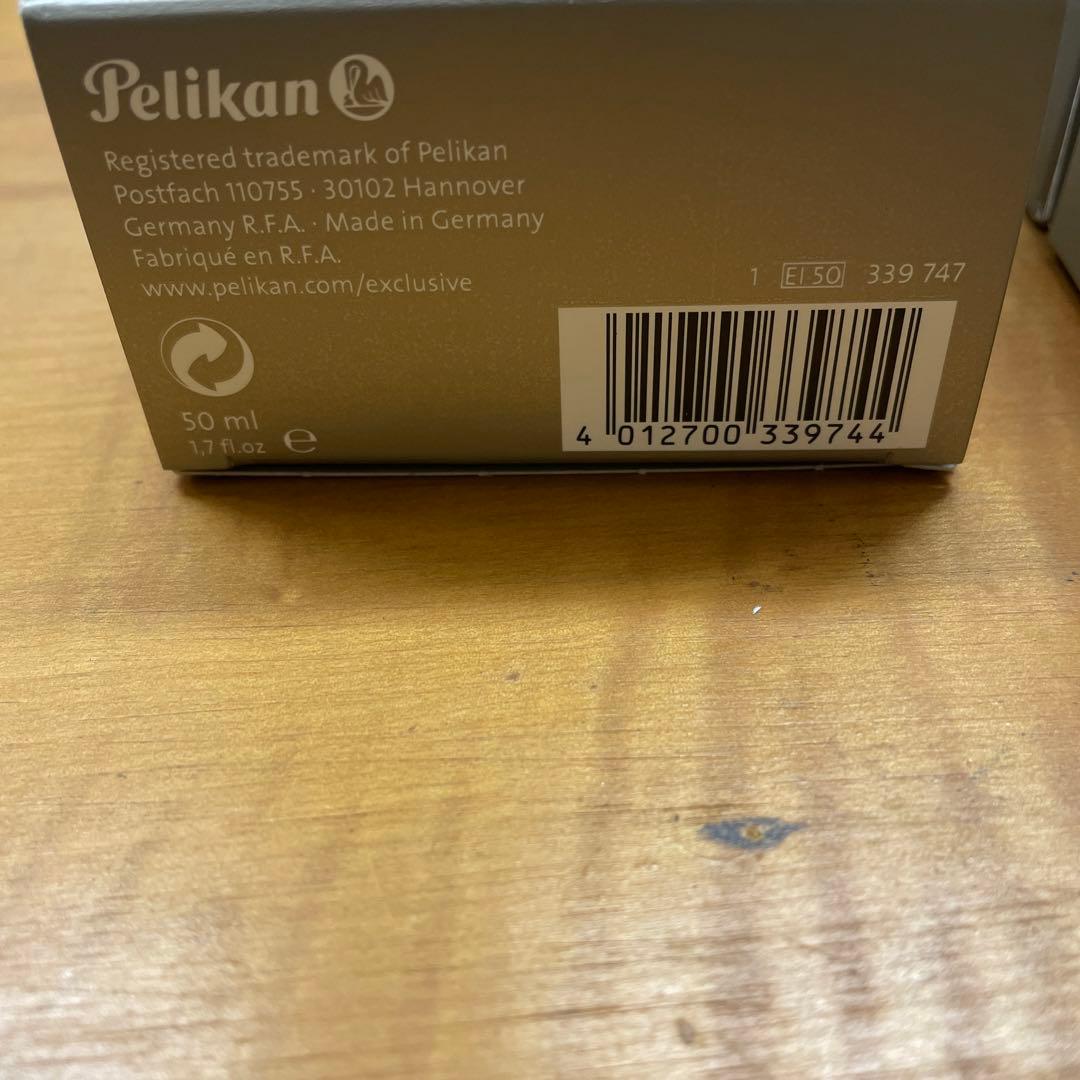 Pelikan
Registered trademark of Pelikan
Postfach 110755 · 30102 Hannover
Germany R.F.A. · Made in Germany
Fabriqué en R.F.A.
www.pelikan.com/exclusive
1 EI 50 339 747
50 ml
1,7 fl.oz e
4 012700 339744